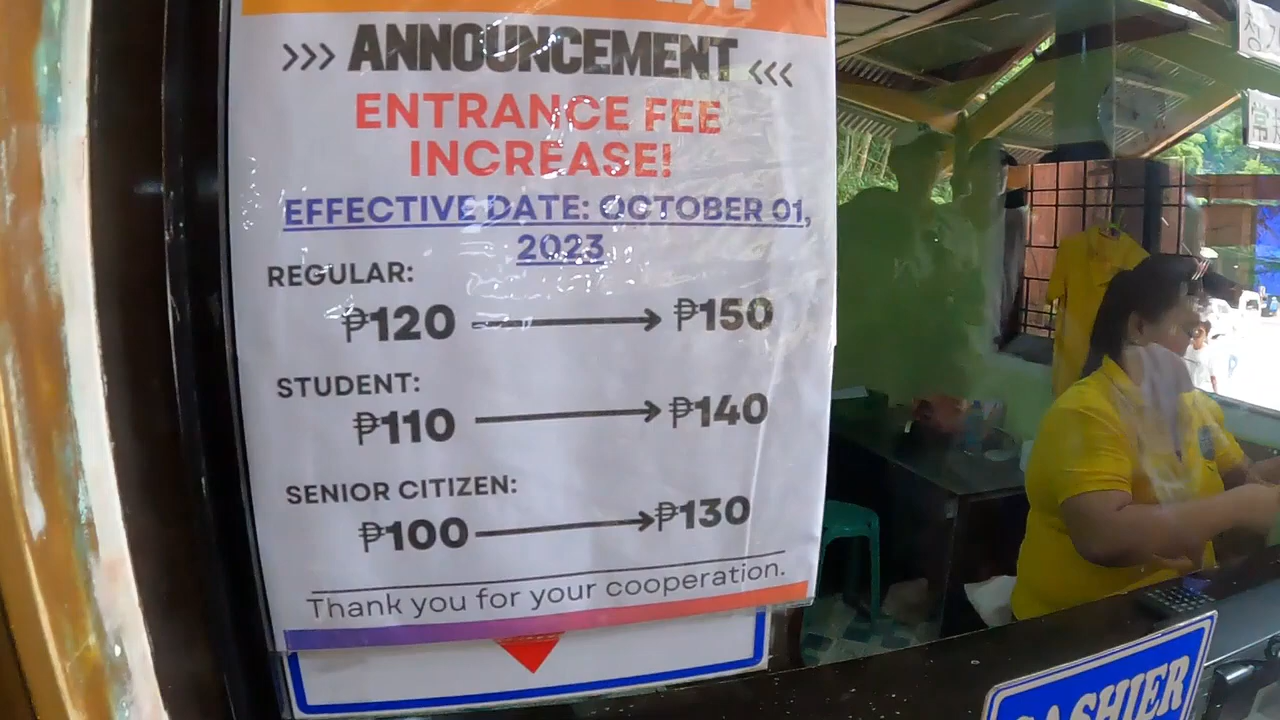 >>> ANNOUNCEMENT <<<
ENTRANCE FEE
INCREASE!
EFFECTIVE DATE: OCTOBER 01,
2023
REGULAR:
₱120 → ₱150
STUDENT:
₱110 → ₱140
SENIOR CITIZEN:
₱100 → ₱130
Thank you for your cooperation.
CASHIER